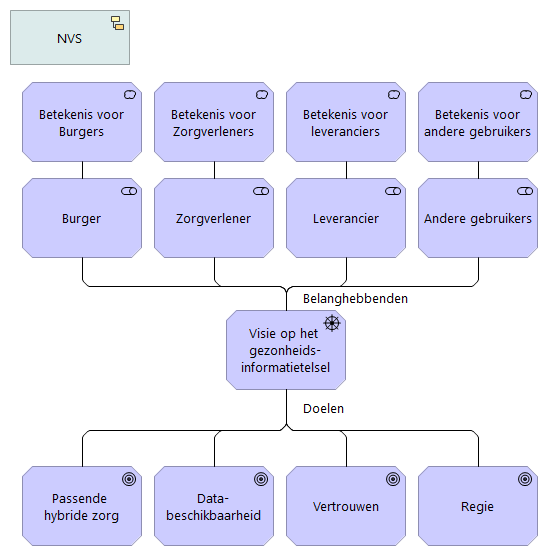 NVS
Betekenis voor
Burgers
Betekenis voor
Zorgverleners
Betekenis voor
leveranciers
Betekenis voor
andere gebruikers
Burger
Zorgverlener
Leverancier
Andere gebruikers
Belanghebbenden
Visie op het
gezonheids-
informatietelsel
Doelen
Passende
hybride zorg
Data-
beschikbaarheid
Vertrouwen
Regie